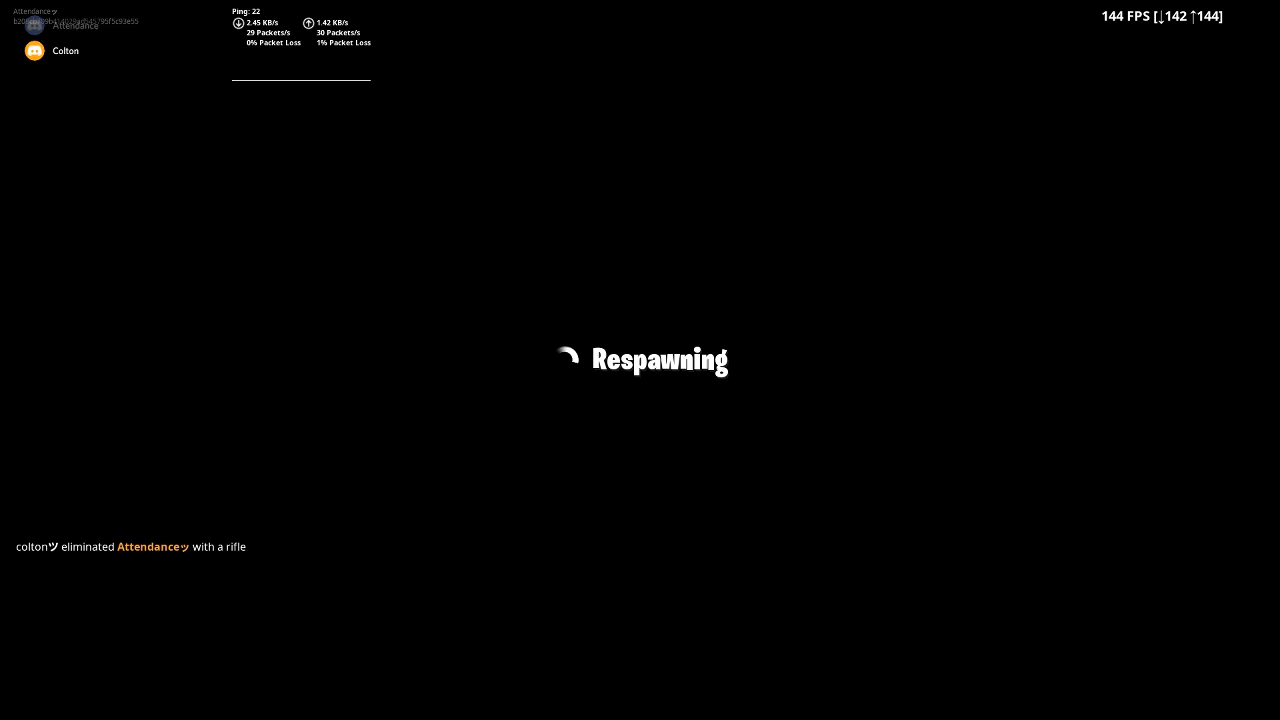 Attendanceッ
Attendance
Colton
Ping: 22
2.45 KB/s 1.42 KB/s
29 Packets/s 30 Packets/s
0% Packet Loss 1% Packet Loss
144 FPS [↓142 ↑144]
Respawning
coltonツ eliminated Attendanceッ with a rifle